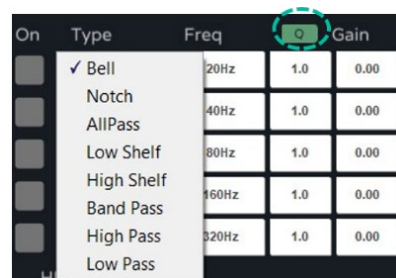 On Type Freq Q Gain
✓ Bell 20Hz 1.0 0.00
Notch
AllPass 40Hz 1.0 0.00
Low Shelf 80Hz 1.0 0.00
High Shelf
Band Pass 160Hz 1.0 0.00
High Pass 320Hz 1.0 0.00
Low Pass